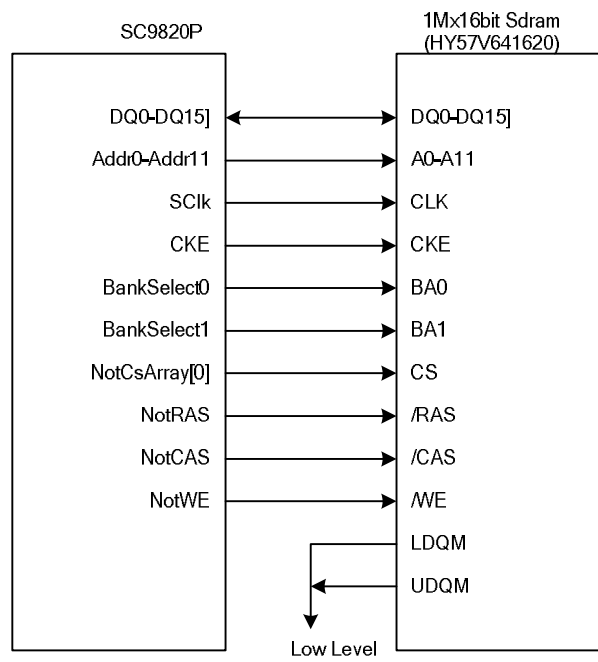 SC9820P
1Mx16bit Sdram
(HY57V641620)
DQ0-DQ15]
DQ0-DQ15]
Addr0-Addr11
A0-A11
SClk
CLK
CKE
CKE
BankSelect0
BA0
BankSelect1
BA1
NotCsArray[0]
CS
NotRAS
/RAS
NotCAS
/CAS
NotWE
/WE
LDQM
UDQM
Low Level